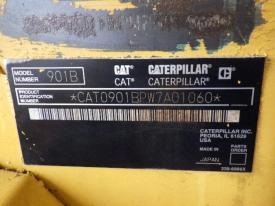 MODEL NUMBER 901B CAT® CATERPILLAR®
CAT® CATERPILLAR®
PRODUCT IDENTIFICATION NUMBER *CAT0901BPW7A01060*
CATERPILLAR INC.
PEORIA, IL 61629
USA
MADE IN
JAPAN PARTS ORDER